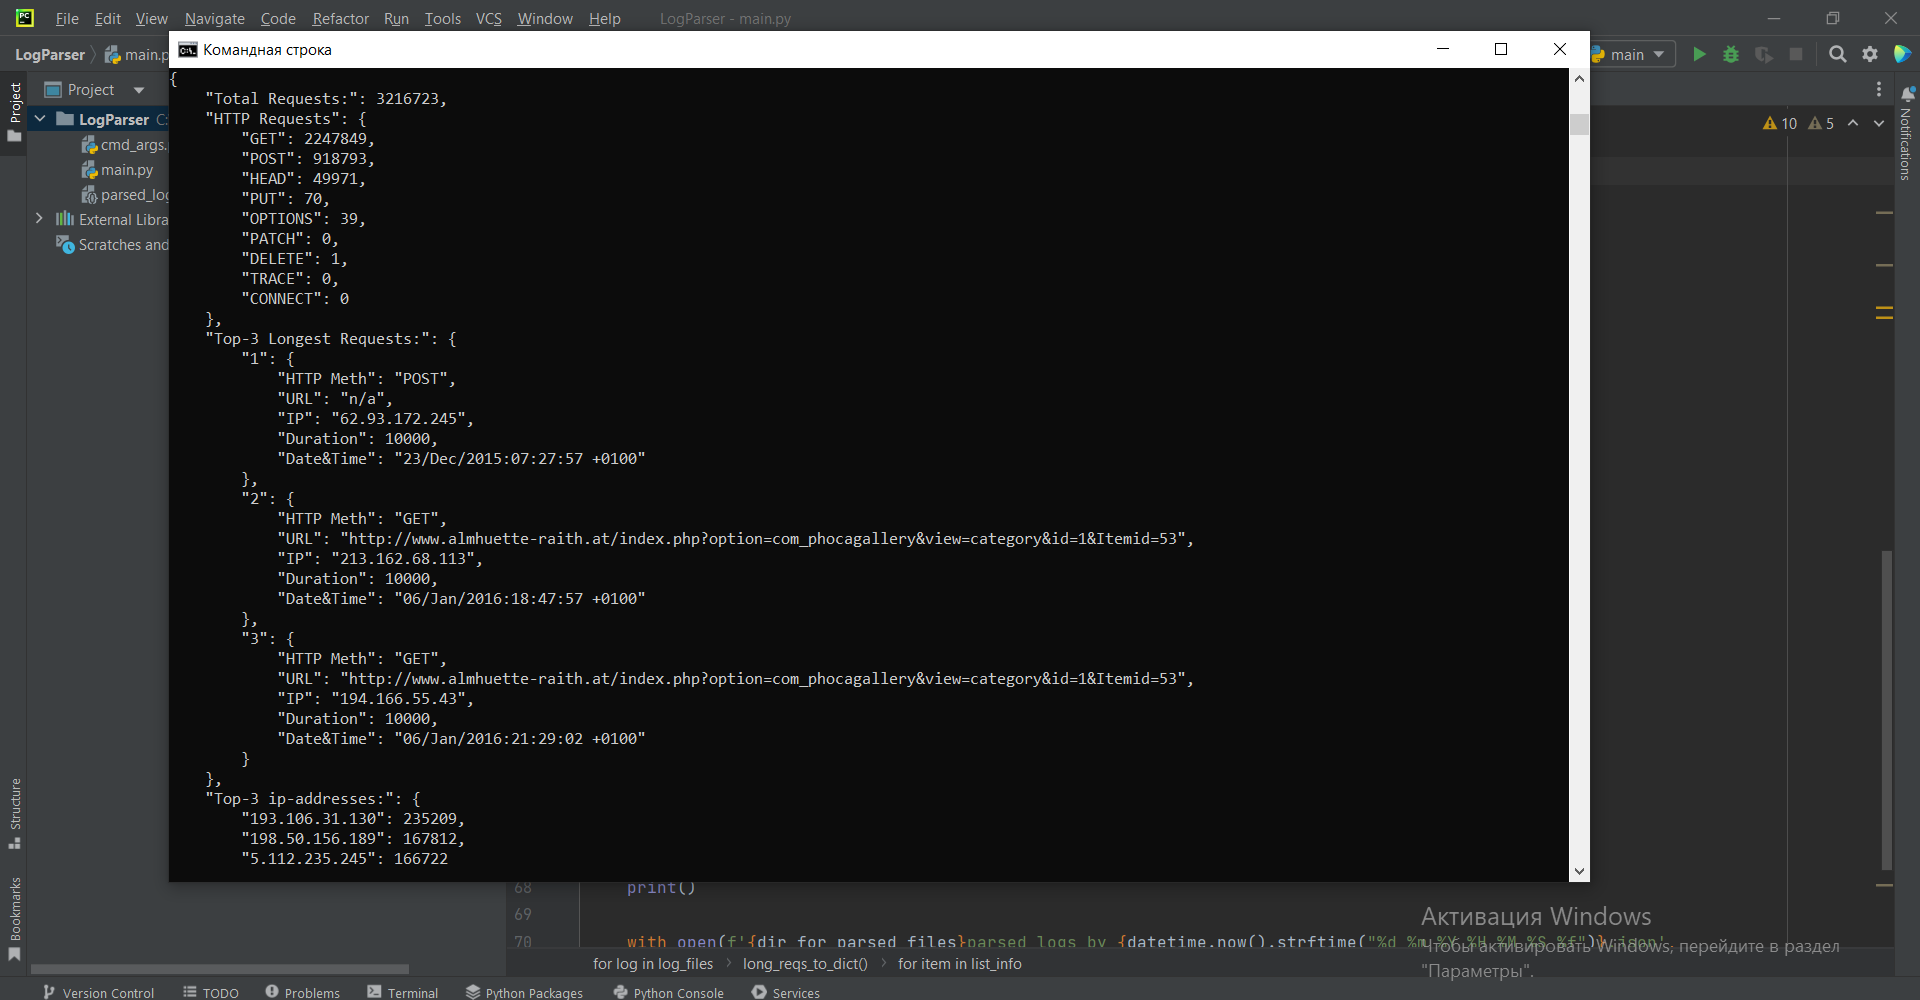 File Edit View Navigate Code Refactor Run Tools VCS Window Help LogParser - main.py
LogParser main.p
Командная строка
main
Project
Project
LogParser C:
cmd_args.
main.py
parsed_log
External Libra
Scratches and
10 5
Notifications
{
"Total Requests:": 3216723,
"HTTP Requests": {
"GET": 2247849,
"POST": 918793,
"HEAD": 49971,
"PUT": 70,
"OPTIONS": 39,
"PATCH": 0,
"DELETE": 1,
"TRACE": 0,
"CONNECT": 0
},
"Top-3 Longest Requests:": {
"1": {
"HTTP Meth": "POST",
"URL": "n/a",
"IP": "62.93.172.245",
"Duration": 10000,
"Date&Time": "23/Dec/2015:07:27:57 +0100"
},
"2": {
"HTTP Meth": "GET",
"URL": "http://www.almhuette-raith.at/index.php?option=com_phocagallery&view=category&id=1&Itemid=53",
"IP": "213.162.68.113",
"Duration": 10000,
"Date&Time": "06/Jan/2016:18:47:57 +0100"
},
"3": {
"HTTP Meth": "GET",
"URL": "http://www.almhuette-raith.at/index.php?option=com_phocagallery&view=category&id=1&Itemid=53",
"IP": "194.166.55.43",
"Duration": 10000,
"Date&Time": "06/Jan/2016:21:29:02 +0100"
}
},
"Top-3 ip-addresses:": {
"193.106.31.130": 235209,
"198.50.156.189": 167812,
"5.112.235.245": 166722
Structure
Bookmarks
68 print()
69
70 with open(f'{dir_for_parsed_files}parsed_logs_by_{datetime.now().strftime("%d_%m_%Y_%H_%M_%S_%f")}.json',
Активация Windows
Чтобы активировать Windows, перейдите в раздел
"Параметры".
for log in log_files long_reqs_to_dict() for item in list_info
Version Control TODO Problems Terminal Python Packages Python Console Services